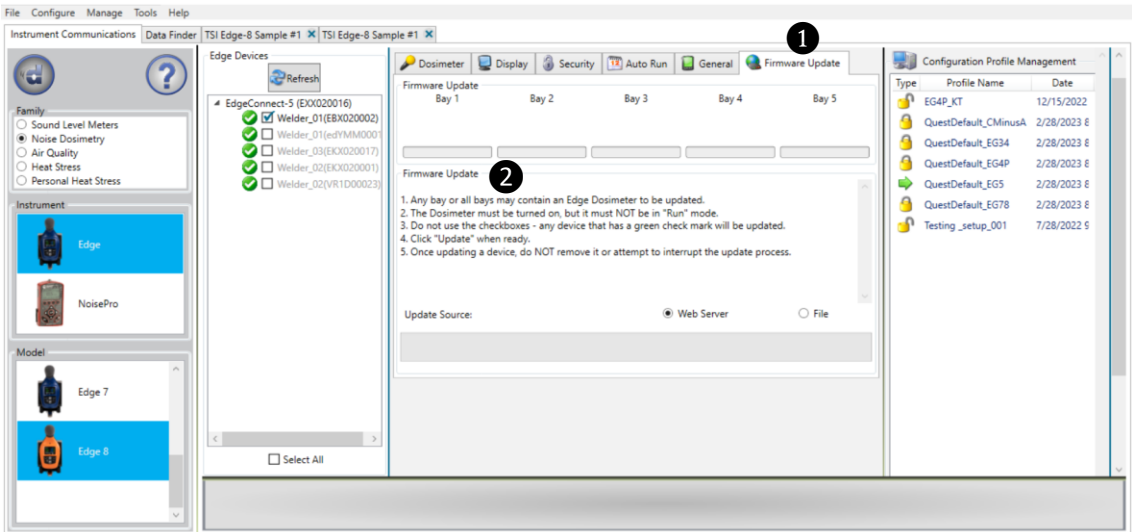 File Configure Manage Tools Help
Instrument Communications Data Finder TSI Edge-8 Sample #1 TSI Edge-8 Sample #1
1
Family
Sound Level Meters
Noise Dosimetry
Air Quality
Heat Stress
Personal Heat Stress
Instrument
Edge
NoisePro
Model
Edge 7
Edge 8
Edge Devices
Refresh
EdgeConnect-5 (EXX020016)
Welder_01(EBX020002)
Welder_01(edYMM0001
Welder_03(EKX020017)
Welder_02(EKX020001)
Welder_02(VR1D00023)
Select All
Dosimeter Display Security Auto Run General Firmware Update
Firmware Update
Bay 1 Bay 2 Bay 3 Bay 4 Bay 5
Firmware Update
2
1. Any bay or all bays may contain an Edge Dosimeter to be updated.
2. The Dosimeter must be turned on, but it must NOT be in "Run" mode.
3. Do not use the checkboxes - any device that has a green check mark will be updated.
4. Click "Update" when ready.
5. Once updating a device, do NOT remove it or attempt to interrupt the update process.
Update Source: Web Server File
Configuration Profile Management
Type Profile Name Date
EG4P_KT 12/15/2022
QuestDefault_CMinusA 2/28/2023 8
QuestDefault_EG34 2/28/2023 8
QuestDefault_EG4P 2/28/2023 8
QuestDefault_EG5 2/28/2023 8
QuestDefault_EG78 2/28/2023 8
Testing _setup_001 7/28/2022 9